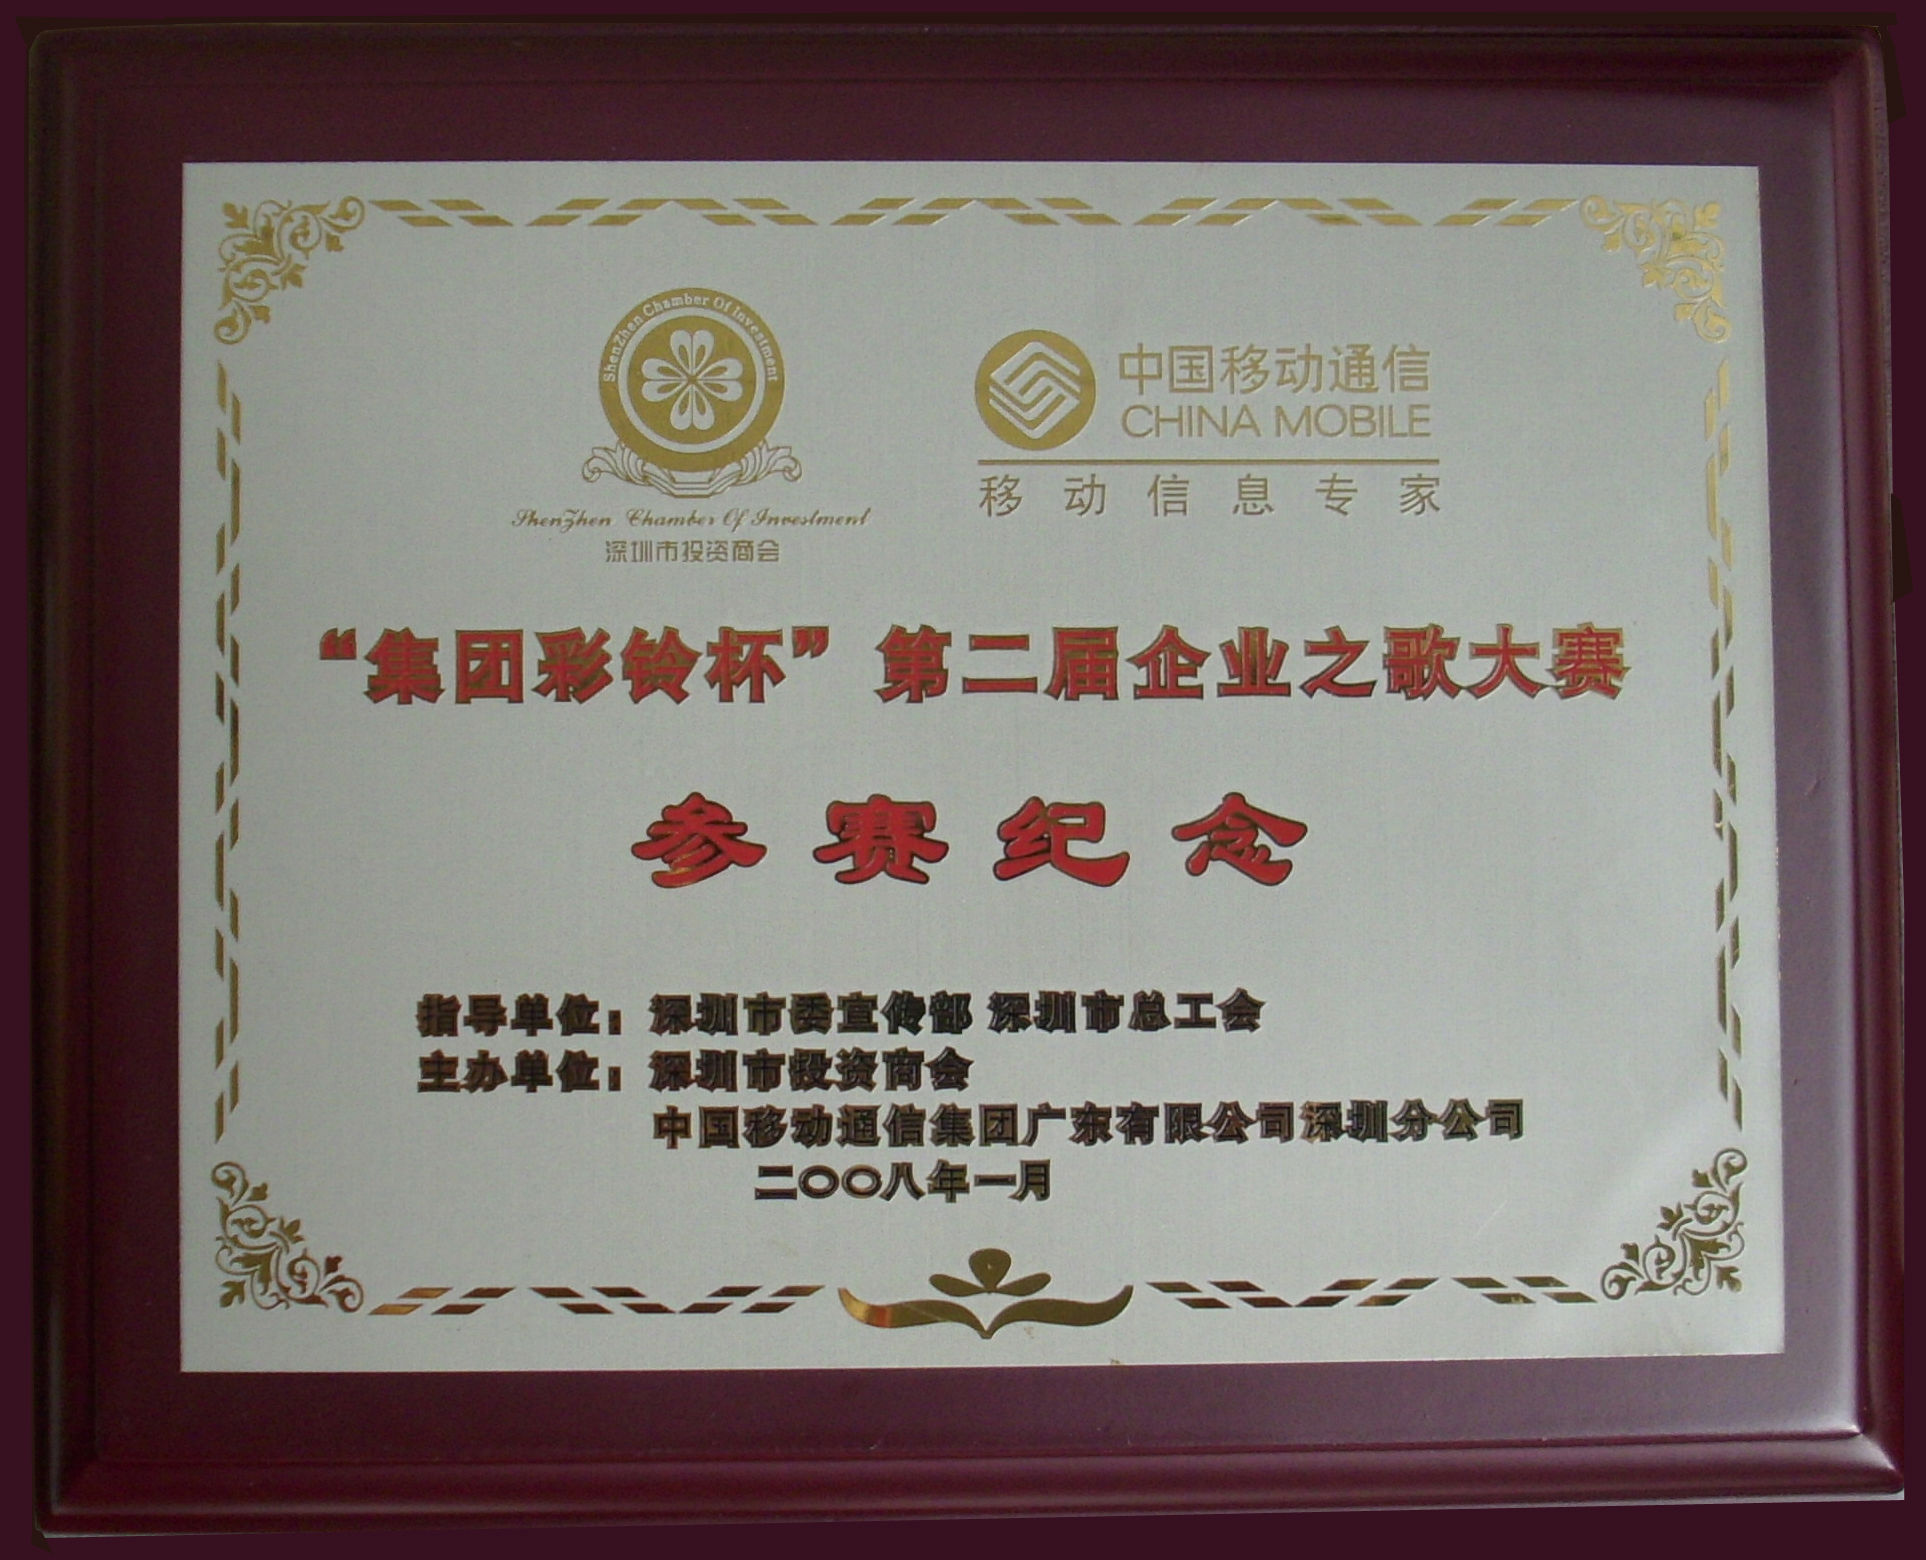 ShenZhen Chamber Of Investment
中国移动通信
CHINA MOBILE
移动信息专家
ShenZhen Chamber Of Investment
深圳市投资商会
“集团彩铃杯”第二届企业之歌大赛
参赛纪念
指导单位：深圳市委宣传部 深圳市总工会
主办单位：深圳市投资商会
中国移动通信集团广东有限公司深圳分公司
二〇〇八年一月